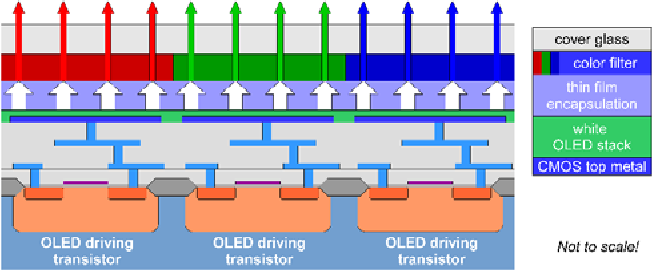 cover glass
color filter
thin film
encapsulation
white
OLED stack
CMOS top metal
OLED driving
transistor
OLED driving
transistor
OLED driving
transistor
Not to scale!